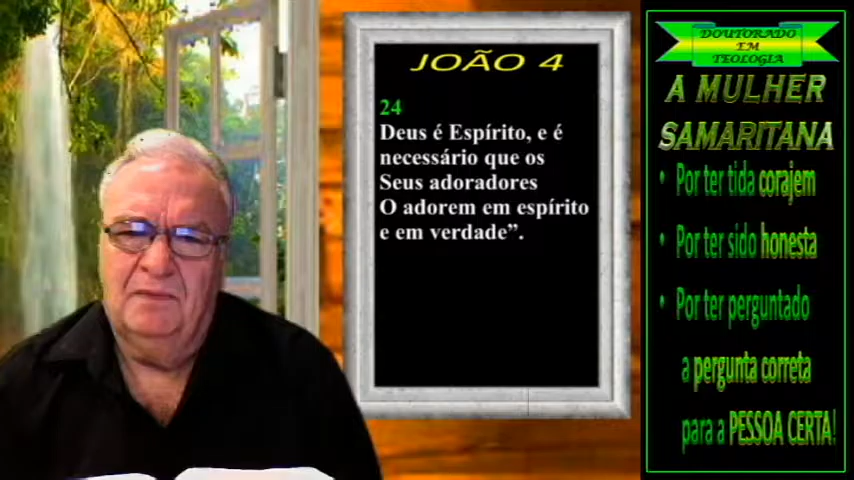 JOÃO 4
24
Deus é Espírito, e é
necessário que os
Seus adoradores
O adorem em espírito
e em verdade”.
DOUTORADO
EM
TEOLOGIA
A MULHER
SAMARITANA
• Por ter tida corajem
• Por ter sido honesta
• Por ter perguntado
a pergunta correta
para a PESSOA CERTA!